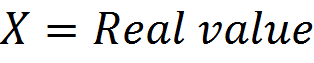 X = Real value